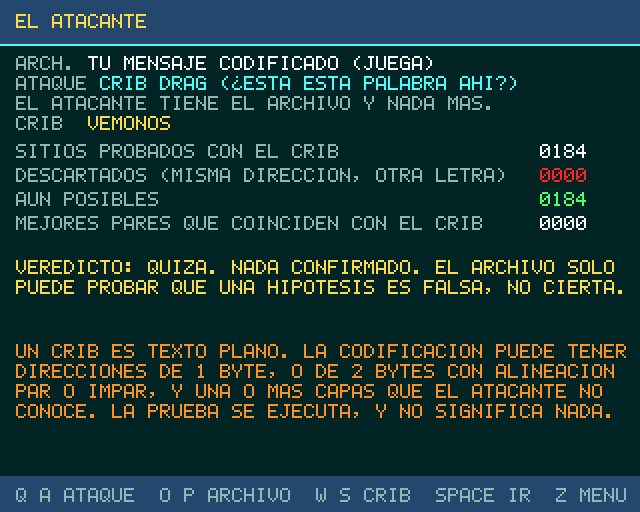 EL ATACANTE
ARCH. TU MENSAJE CODIFICADO (JUEGA)
ATAQUE CRIB DRAG (¿ESTA ESTA PALABRA AHI?)
EL ATACANTE TIENE EL ARCHIVO Y NADA MAS.
CRIB VEMONOS
SITIOS PROBADOS CON EL CRIB 0184
DESCARTADOS (MISMA DIRECCION, OTRA LETRA) 0000
AUN POSIBLES 0184
MEJORES PARES QUE COINCIDEN CON EL CRIB 0000
VEREDICTO: QUIZA. NADA CONFIRMADO. EL ARCHIVO SOLO
PUEDE PROBAR QUE UNA HIPOTESIS ES FALSA, NO CIERTA.
UN CRIB ES TEXTO PLANO. LA CODIFICACION PUEDE TENER
DIRECCIONES DE 1 BYTE, O DE 2 BYTES CON ALINEACION
PAR O IMPAR, Y UNA O MAS CAPAS QUE EL ATACANTE NO
CONOCE. LA PRUEBA SE EJECUTA, Y NO SIGNIFICA NADA.
Q A ATAQUE O P ARCHIVO W S CRIB SPACE IR Z MENU